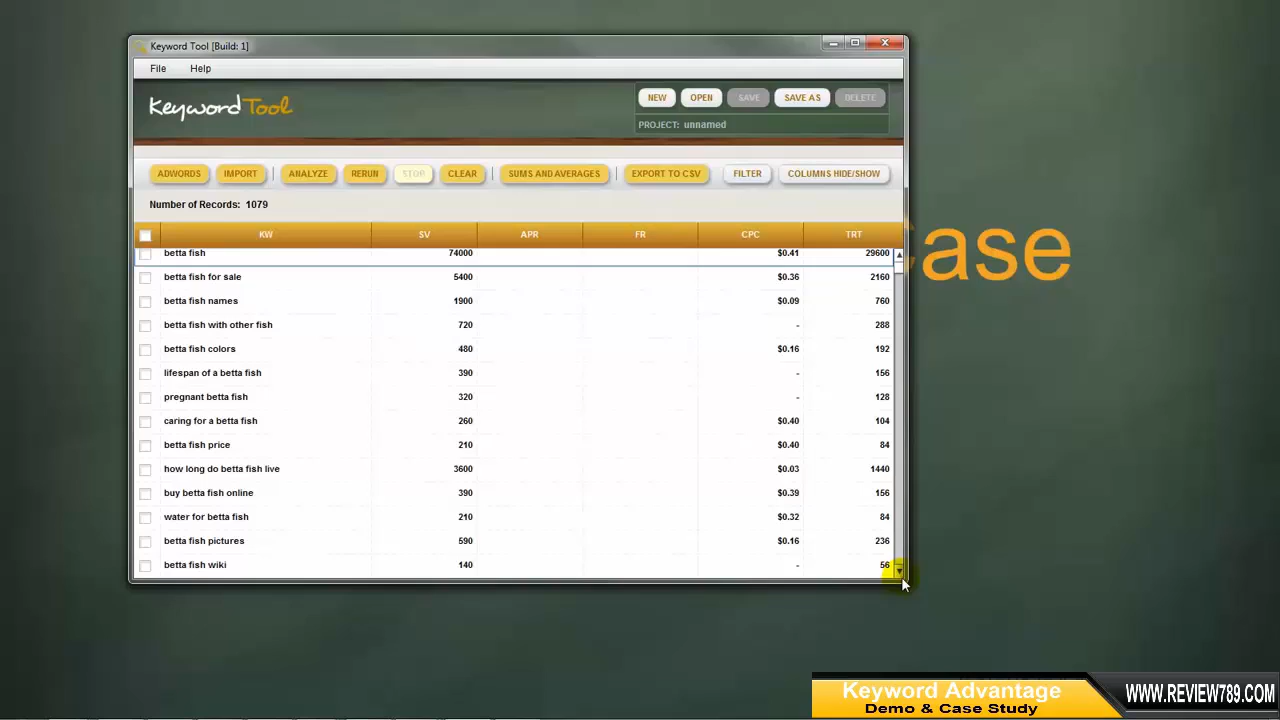 Keyword Tool [Build: 1]
File Help
KeywordTool
NEW OPEN SAVE SAVE AS DELETE
PROJECT: unnamed
ADWORDS IMPORT ANALYZE RERUN STOP CLEAR SUMS AND AVERAGES EXPORT TO CSV FILTER COLUMNS HIDE/SHOW
Number of Records: 1079
KW SV APR FR CPC TRT
betta fish 74000 $0.41 29600
betta fish for sale 5400 $0.36 2160
betta fish names 1900 $0.09 760
betta fish with other fish 720 - 288
betta fish colors 480 $0.16 192
lifespan of a betta fish 390 - 156
pregnant betta fish 320 - 128
caring for a betta fish 260 $0.40 104
betta fish price 210 $0.40 84
how long do betta fish live 3600 $0.03 1440
buy betta fish online 390 $0.39 156
water for betta fish 210 $0.32 84
betta fish pictures 590 $0.16 236
betta fish wiki 140 - 56
Case
Keyword Advantage
Demo & Case Study
WWW.REVIEW789.COM